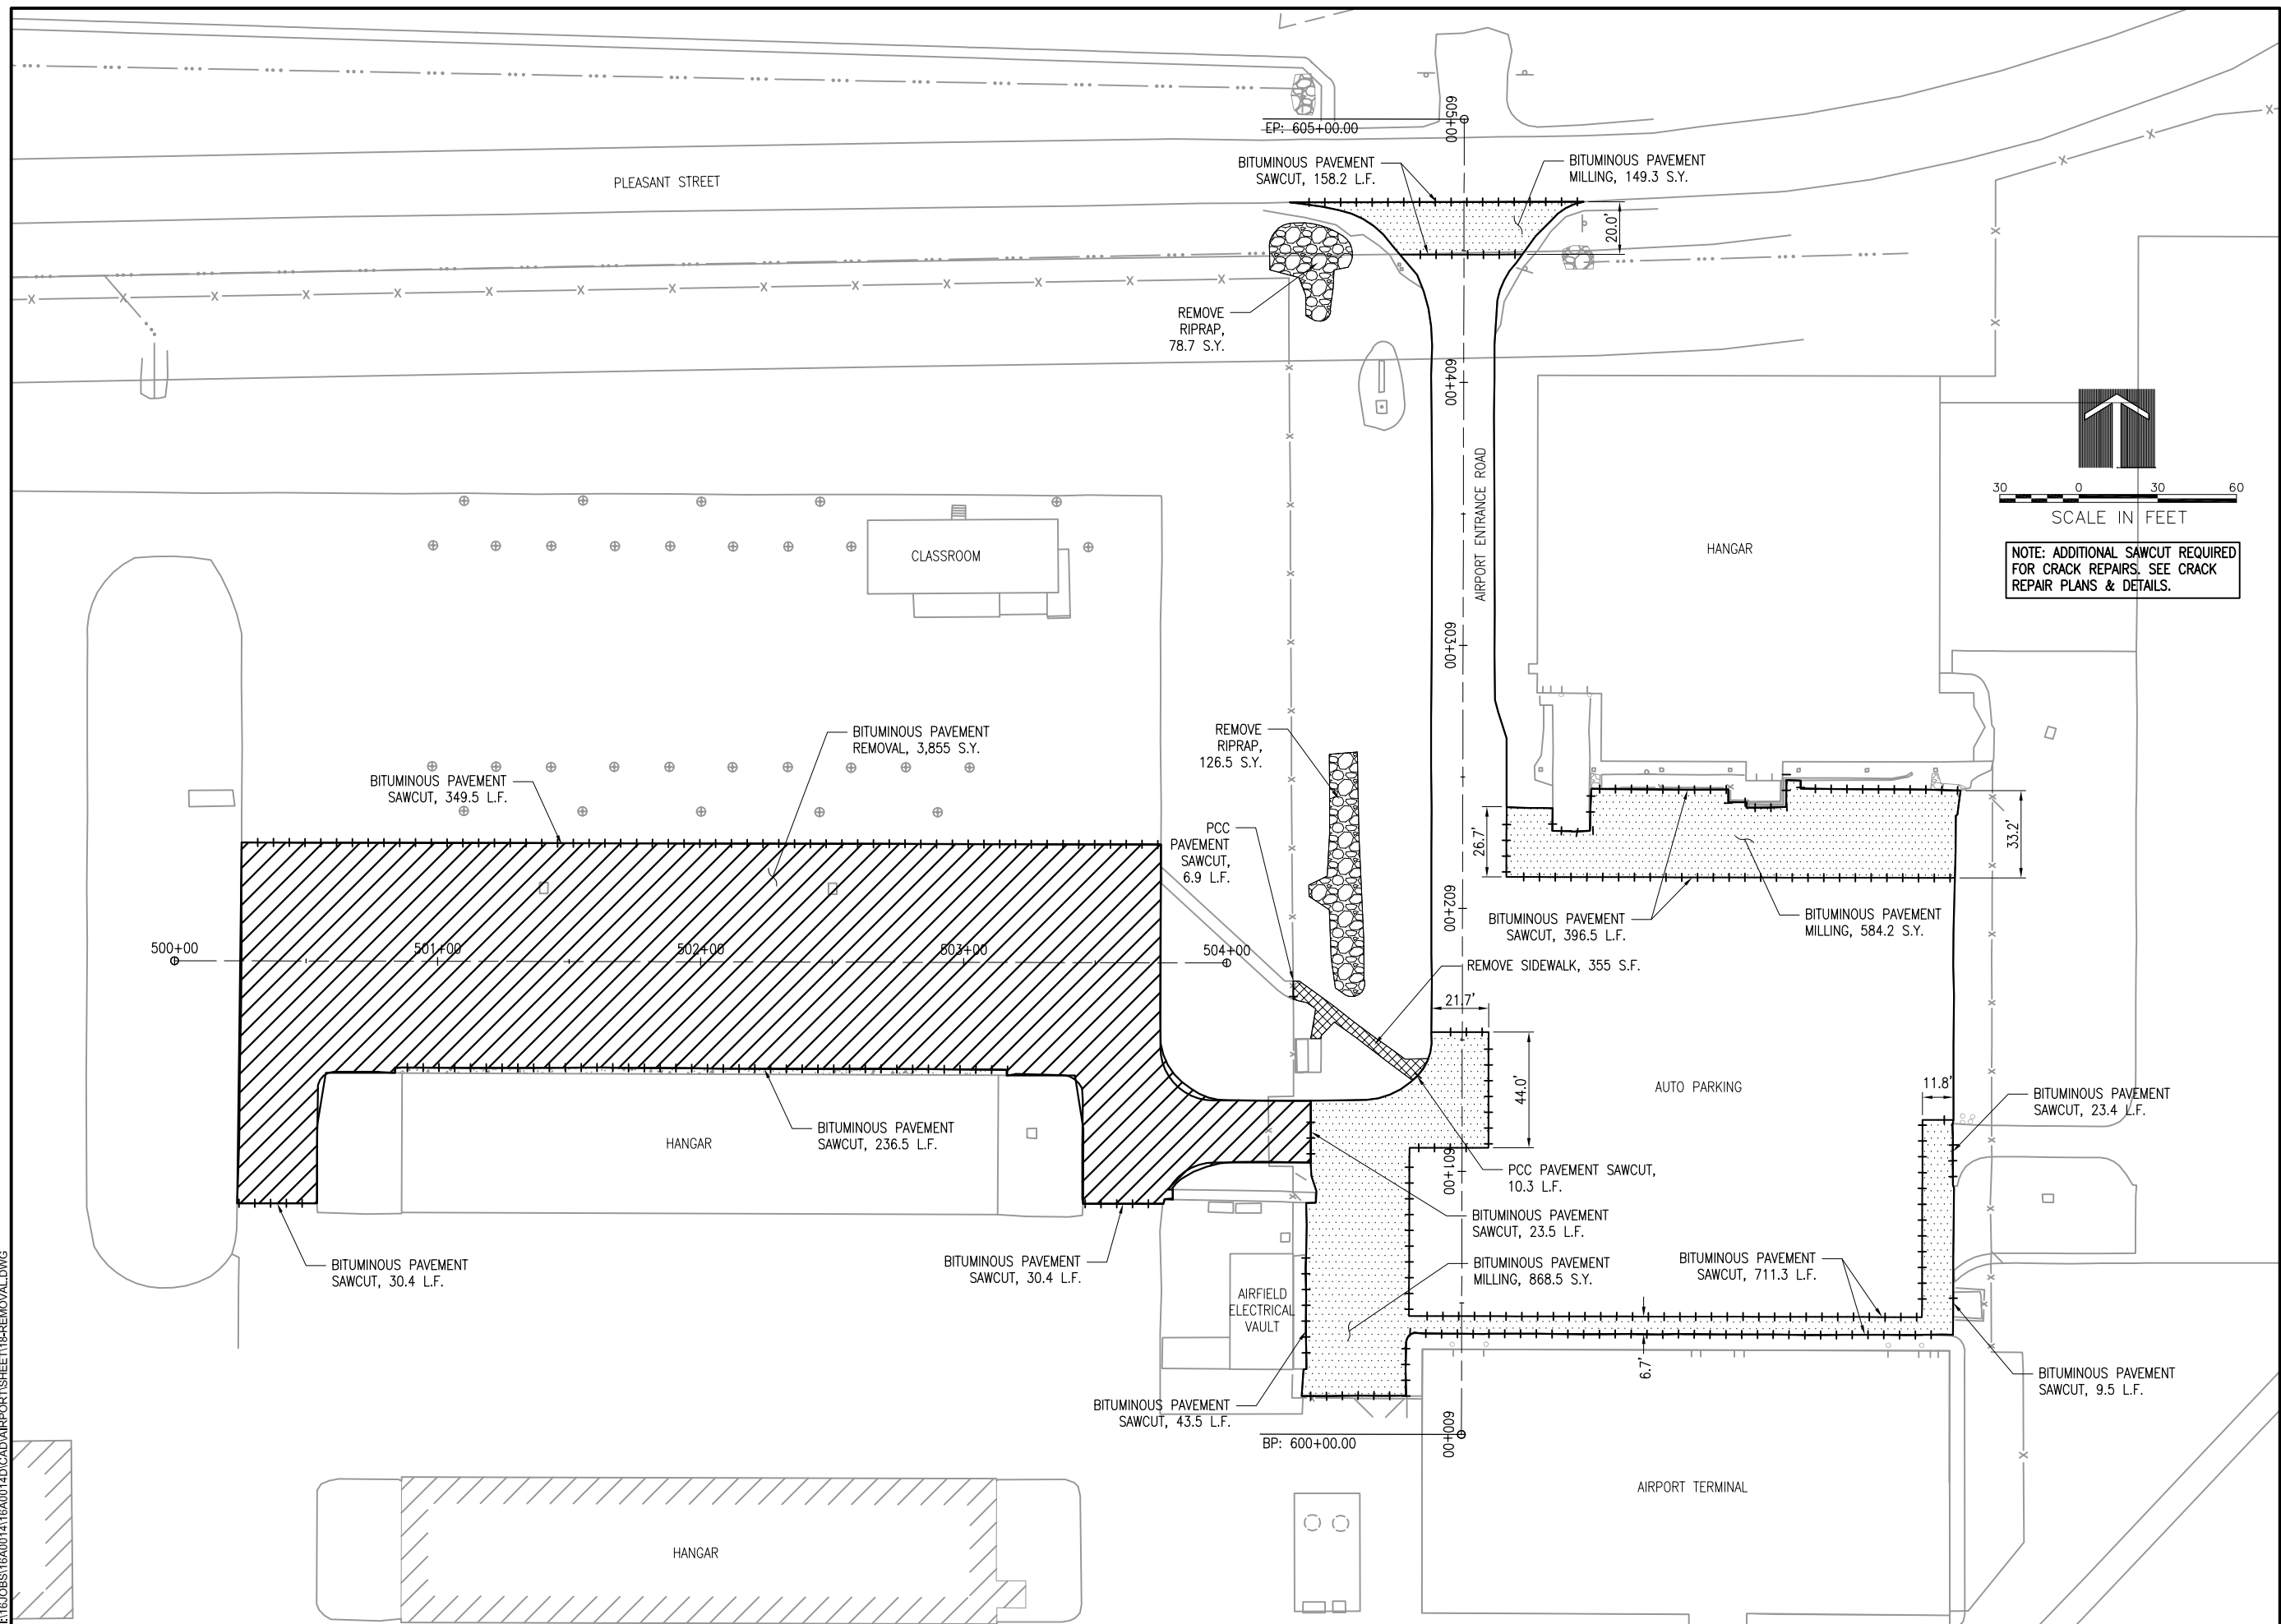 605+00
EP: 605+00.00
BITUMINOUS PAVEMENT
SAWCUT, 158.2 L.F.
BITUMINOUS PAVEMENT
MILLING, 149.3 S.Y.
PLEASANT STREET
20.0'
REMOVE
RIPRAP,
78.7 S.Y.
604+00
AIRPORT ENTRANCE ROAD
30 0 30 60
SCALE IN FEET
NOTE: ADDITIONAL SAWCUT REQUIRED
FOR CRACK REPAIRS. SEE CRACK
REPAIR PLANS & DETAILS.
CLASSROOM
HANGAR
603+00
BITUMINOUS PAVEMENT
REMOVAL, 3,855 S.Y.
BITUMINOUS PAVEMENT
SAWCUT, 349.5 L.F.
REMOVE
RIPRAP,
126.5 S.Y.
PCC
PAVEMENT
SAWCUT,
6.9 L.F.
26.7'
33.2'
602+00
BITUMINOUS PAVEMENT
SAWCUT, 396.5 L.F.
BITUMINOUS PAVEMENT
MILLING, 584.2 S.Y.
500+00
501+00
502+00
503+00
504+00
REMOVE SIDEWALK, 355 S.F.
21.7'
44.0'
AUTO PARKING
11.8'
BITUMINOUS PAVEMENT
SAWCUT, 23.4 L.F.
HANGAR
BITUMINOUS PAVEMENT
SAWCUT, 236.5 L.F.
601+00
PCC PAVEMENT SAWCUT,
10.3 L.F.
BITUMINOUS PAVEMENT
SAWCUT, 23.5 L.F.
BITUMINOUS PAVEMENT
SAWCUT, 30.4 L.F.
BITUMINOUS PAVEMENT
SAWCUT, 30.4 L.F.
BITUMINOUS PAVEMENT
MILLING, 868.5 S.Y.
BITUMINOUS PAVEMENT
SAWCUT, 711.3 L.F.
AIRFIELD
ELECTRICAL
VAULT
6.7'
BITUMINOUS PAVEMENT
SAWCUT, 9.5 L.F.
BITUMINOUS PAVEMENT
SAWCUT, 43.5 L.F.
600+00
BP: 600+00.00
AIRPORT TERMINAL
HANGAR
16JOBS\16A0014\16A0014D\CAD\AIRPORT\SHEET\18-REMOVAL.DWG